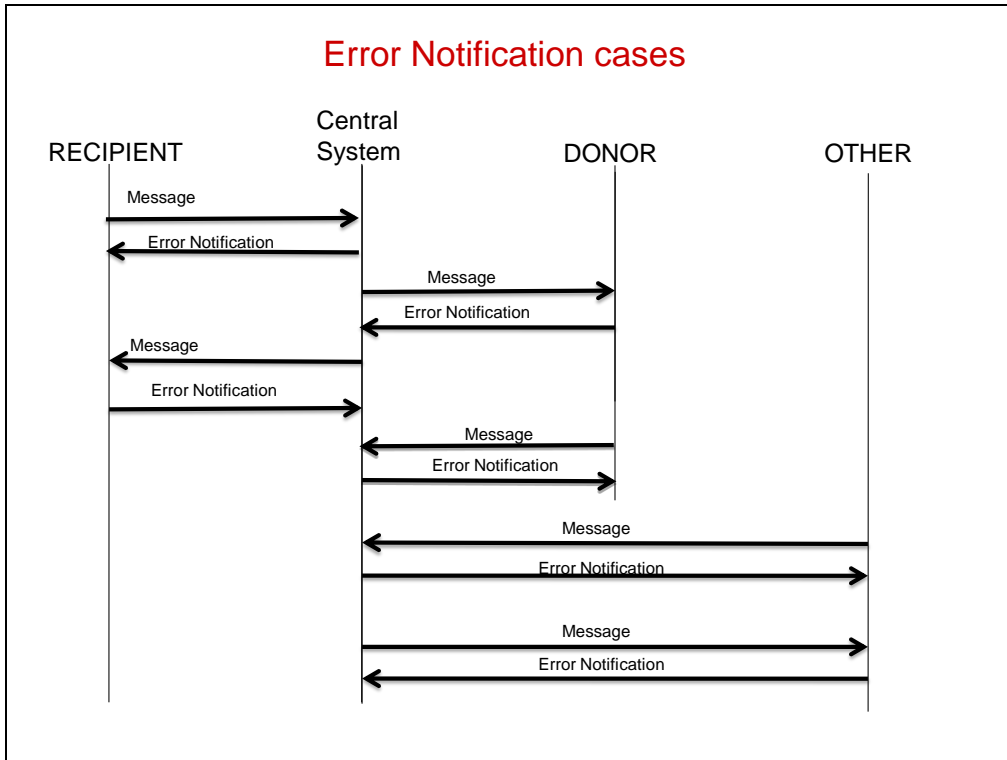 Error Notification cases
Central
System
RECIPIENT
DONOR
OTHER
Message
Error Notification
Message
Error Notification
Message
Error Notification
Message
Error Notification
Message
Error Notification
Message
Error Notification